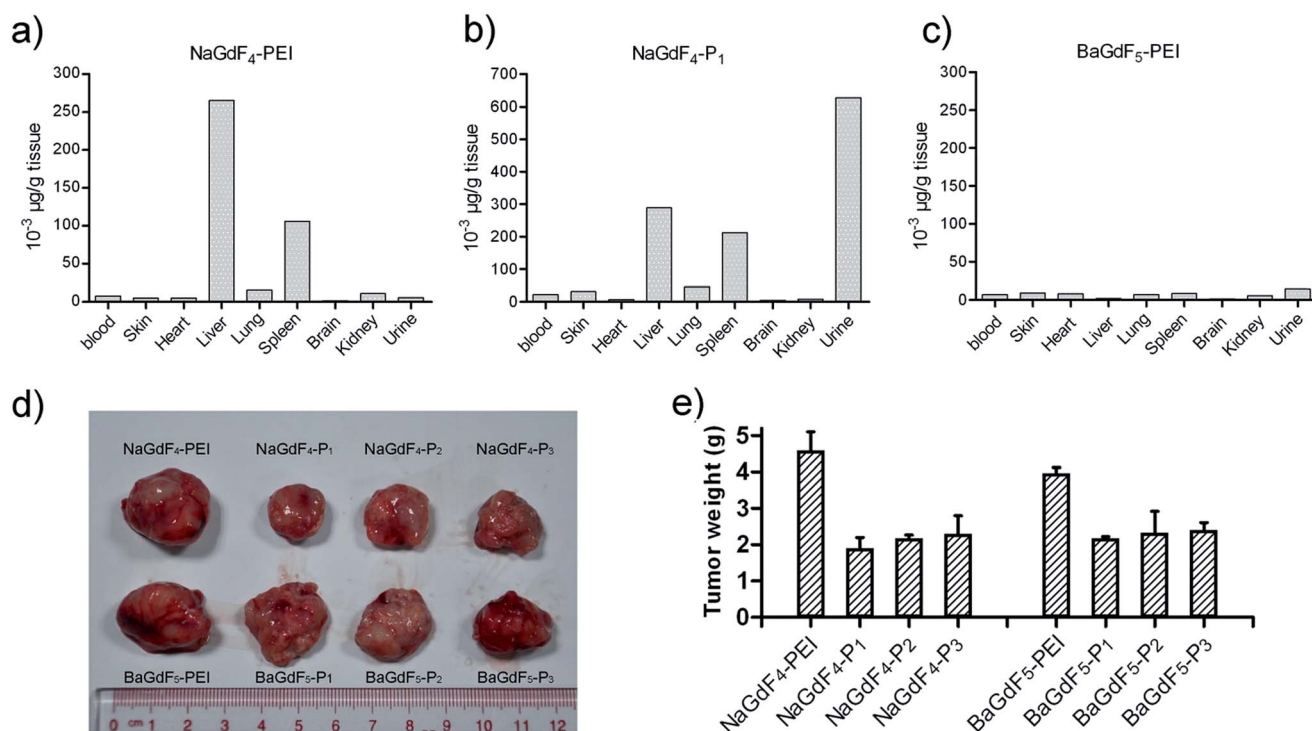 a)
NaGdF₄-PEI
300
250
200
150
100
50
0
10⁻³ µg/g tissue
blood
Skin
Heart
Liver
Lung
Spleen
Brain
Kidney
Urine
b)
NaGdF₄-P₁
700
600
500
400
300
200
100
0
10⁻³ µg/g tissue
blood
Skin
Heart
Liver
Lung
Spleen
Brain
Kidney
Urine
c)
BaGdF₅-PEI
300
250
200
150
100
50
0
10⁻³ µg/g tissue
blood
Skin
Heart
Liver
Lung
Spleen
Brain
Kidney
Urine
d)
NaGdF₄-PEI NaGdF₄-P₁ NaGdF₄-P₂ NaGdF₄-P₃
BaGdF₅-PEI BaGdF₅-P₁ BaGdF₅-P₂ BaGdF₅-P₃
0 cm 1 2 3 4 5 6 7 8 9 10 11 12
e)
5
4
3
2
1
0
Tumor weight (g)
NaGdF₄-PEI
NaGdF₄-P₁
NaGdF₄-P₂
NaGdF₄-P₃
BaGdF₅-PEI
BaGdF₅-P₁
BaGdF₅-P₂
BaGdF₅-P₃